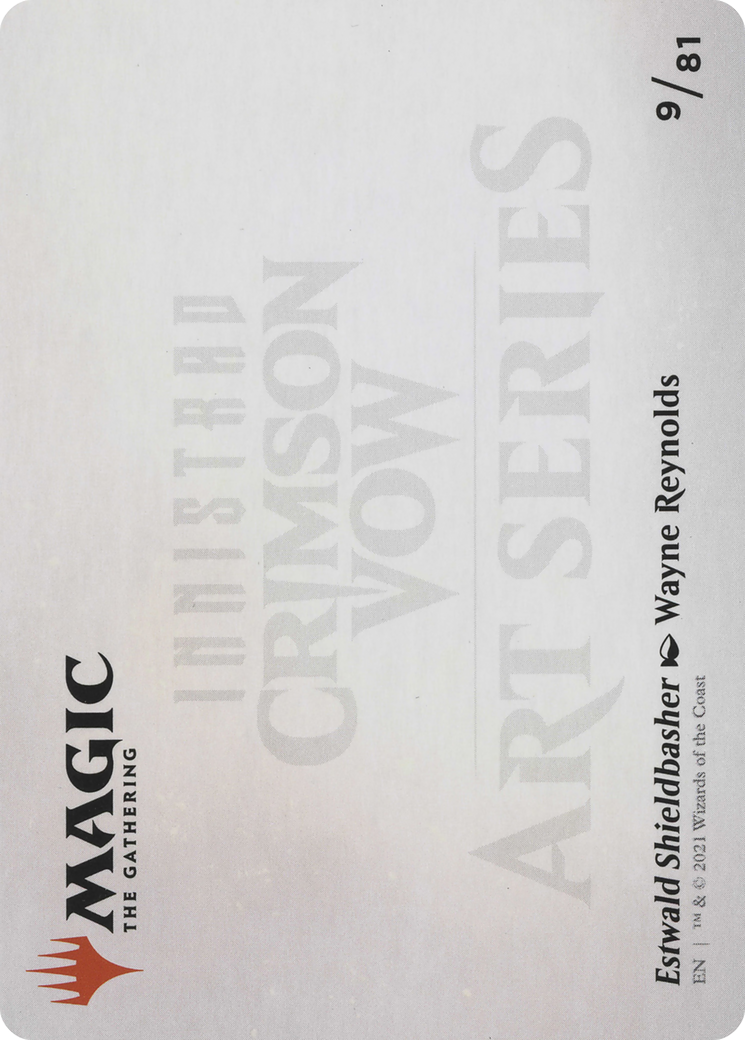 MAGIC
THE GATHERING
INNISTRAD
CRIMSON
VOW
ART SERIES
Estwald Shieldbasher Wayne Reynolds
9/81
EN | ™ & © 2021 Wizards of the Coast